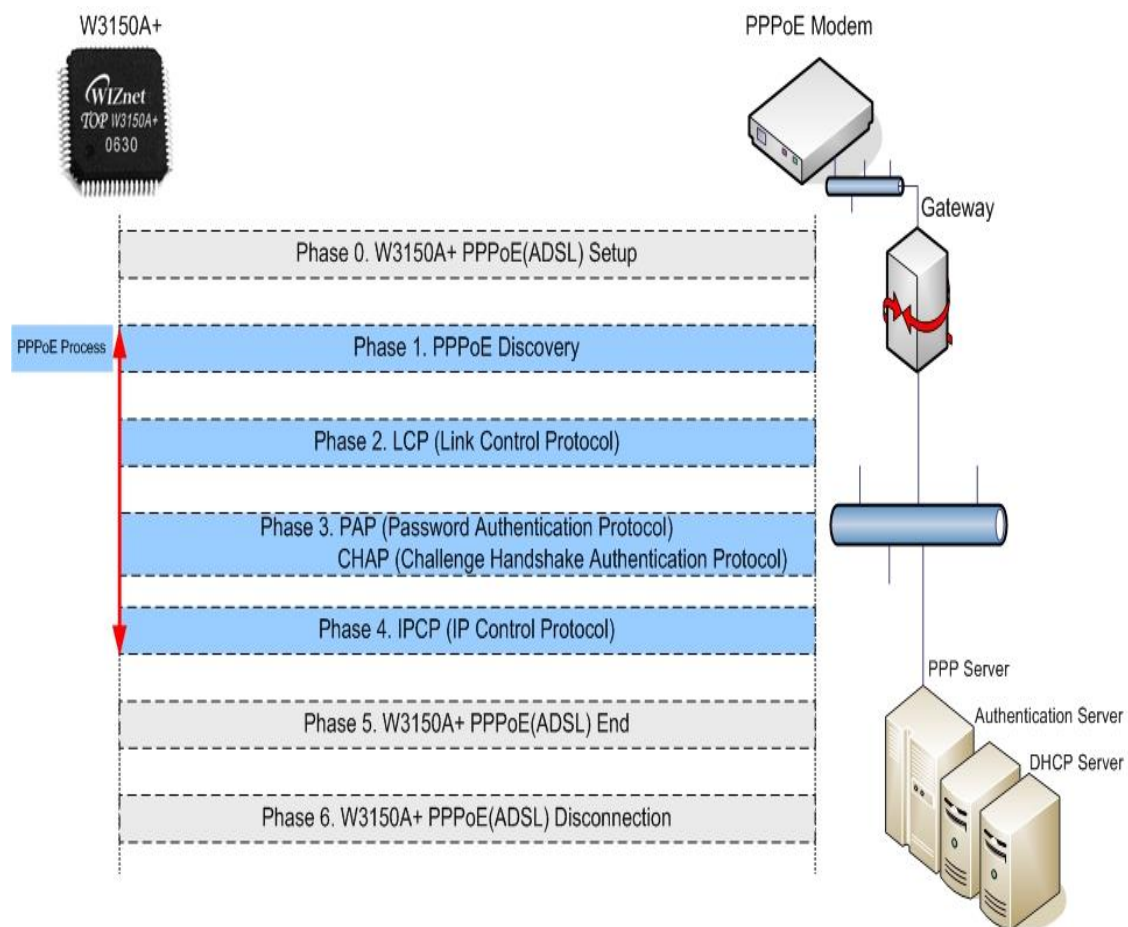 W3150A+
PPPoE Modem
WIZnet
TOP W3150A+
0630
Gateway
Phase 0. W3150A+ PPPoE(ADSL) Setup
PPPoE Process
Phase 1. PPPoE Discovery
Phase 2. LCP (Link Control Protocol)
Phase 3. PAP (Password Authentication Protocol)
CHAP (Challenge Handshake Authentication Protocol)
Phase 4. IPCP (IP Control Protocol)
PPP Server
Authentication Server
DHCP Server
Phase 5. W3150A+ PPPoE(ADSL) End
Phase 6. W3150A+ PPPoE(ADSL) Disconnection